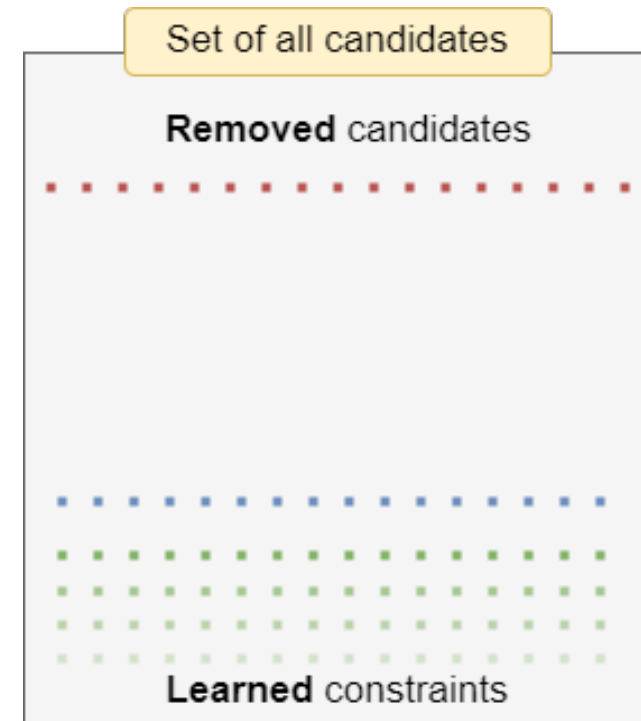 Set of all candidates
Removed candidates
Learned constraints